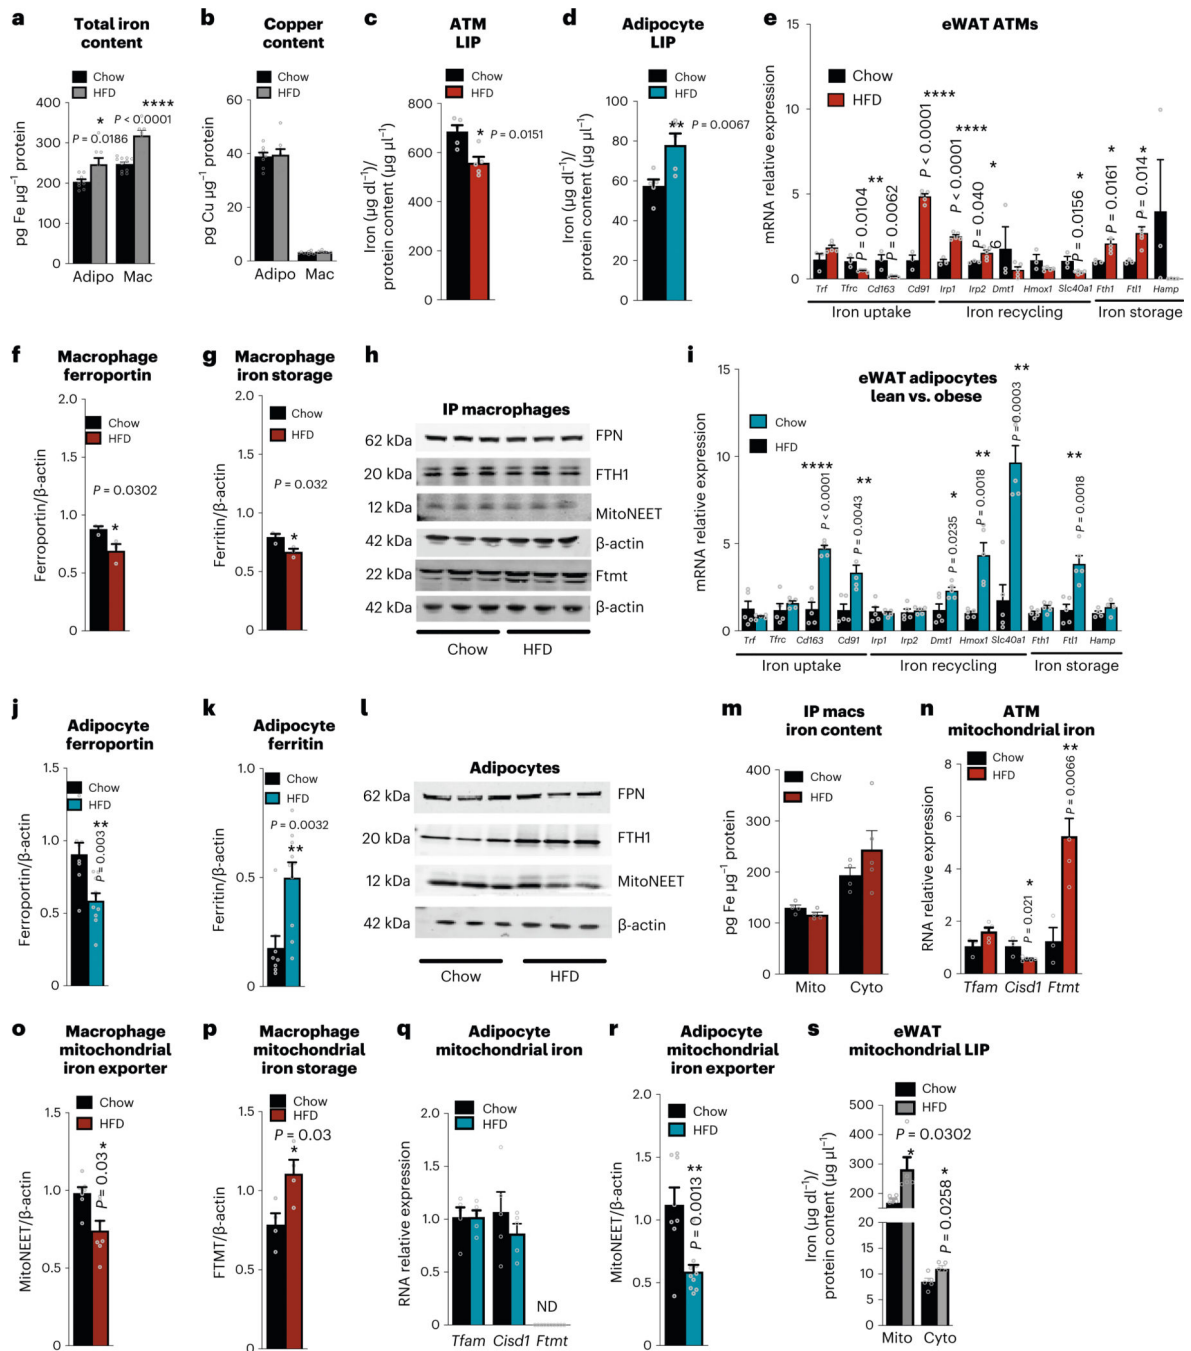 a
Total iron
content
Chow
HFD
pg Fe µg⁻¹ protein
400
300
200
100
0
*
P = 0.0186
****
P < 0.0001
Adipo
Mac
b
Copper
content
Chow
HFD
pg Cu µg⁻¹ protein
60
40
20
0
Adipo
Mac
c
ATM
LIP
Chow
HFD
Iron (µg dl⁻¹)/
protein content (µg µl⁻¹)
800
600
400
200
0
* P = 0.0151
d
Adipocyte
LIP
Chow
HFD
Iron (µg dl⁻¹)/
protein content (µg µl⁻¹)
100
80
60
40
20
0
** P = 0.0067
e
eWAT ATMs
Chow
HFD
mRNA relative expression
15
10
5
0
P = 0.0104
**
P = 0.0062
****
P < 0.0001
****
P < 0.0001
*
P = 0.040
6
*
P = 0.0156
*
P = 0.0161
*
P = 0.014
Trf
Tfrc
Cd163
Cd91
Irp1
Irp2
Dmt1
Hmox1
Slc40a1
Fth1
Ftl1
Hamp
Iron uptake
Iron recycling
Iron storage
f
Macrophage
ferroportin
Chow
HFD
Ferroportin/β-actin
2.0
1.5
1.0
0.5
0
P = 0.0302
*
g
Macrophage
iron storage
Chow
HFD
Ferritin/β-actin
2.0
1.5
1.0
0.5
0
P = 0.032
*
h
IP macrophages
62 kDa
FPN
20 kDa
FTH1
12 kDa
MitoNEET
42 kDa
β-actin
22 kDa
Ftmt
42 kDa
β-actin
Chow
HFD
i
eWAT adipocytes
lean vs. obese
Chow
HFD
mRNA relative expression
15
10
5
0
****
P < 0.0001
**
P = 0.0043
*
P = 0.0235
**
P = 0.0018
**
P = 0.0003
**
P = 0.0018
Trf
Tfrc
Cd163
Cd91
Irp1
Irp2
Dmt1
Hmox1
Slc40a1
Fth1
Ftl1
Hamp
Iron uptake
Iron recycling
Iron storage
j
Adipocyte
ferroportin
Chow
HFD
Ferroportin/β-actin
1.5
1.0
0.5
0
**
P = 0.003
k
Adipocyte
ferritin
Chow
HFD
Ferritin/β-actin
1.0
0.5
0
P = 0.0032
**
l
Adipocytes
62 kDa
FPN
20 kDa
FTH1
12 kDa
MitoNEET
42 kDa
β-actin
Chow
HFD
m
IP macs
iron content
Chow
HFD
pg Fe µg⁻¹ protein
400
300
200
100
0
Mito
Cyto
n
ATM
mitochondrial iron
Chow
HFD
RNA relative expression
8
6
4
2
0
*
P = 0.021
**
P = 0.0066
Tfam
Cisd1
Ftmt
o
Macrophage
mitochondrial
iron exporter
Chow
HFD
MitoNEET/β-actin
1.5
1.0
0.5
0
P = 0.03 *
p
Macrophage
mitochondrial
iron storage
Chow
HFD
P = 0.03
*
FTMT/β-actin
1.5
1.0
0.5
0
q
Adipocyte
mitochondrial iron
Chow
HFD
RNA relative expression
2.0
1.5
1.0
0.5
0
ND
Tfam
Cisd1
Ftmt
r
Adipocyte
mitochondrial
iron exporter
Chow
HFD
MitoNEET/β-actin
2.0
1.5
1.0
0.5
0
P = 0.0013 **
s
eWAT
mitochondrial LIP
Chow
HFD
P = 0.0302
*
P = 0.0258 *
Iron (µg dl⁻¹)/
protein content (µg µl⁻¹)
500
400
300
200
20
10
0
Mito
Cyto